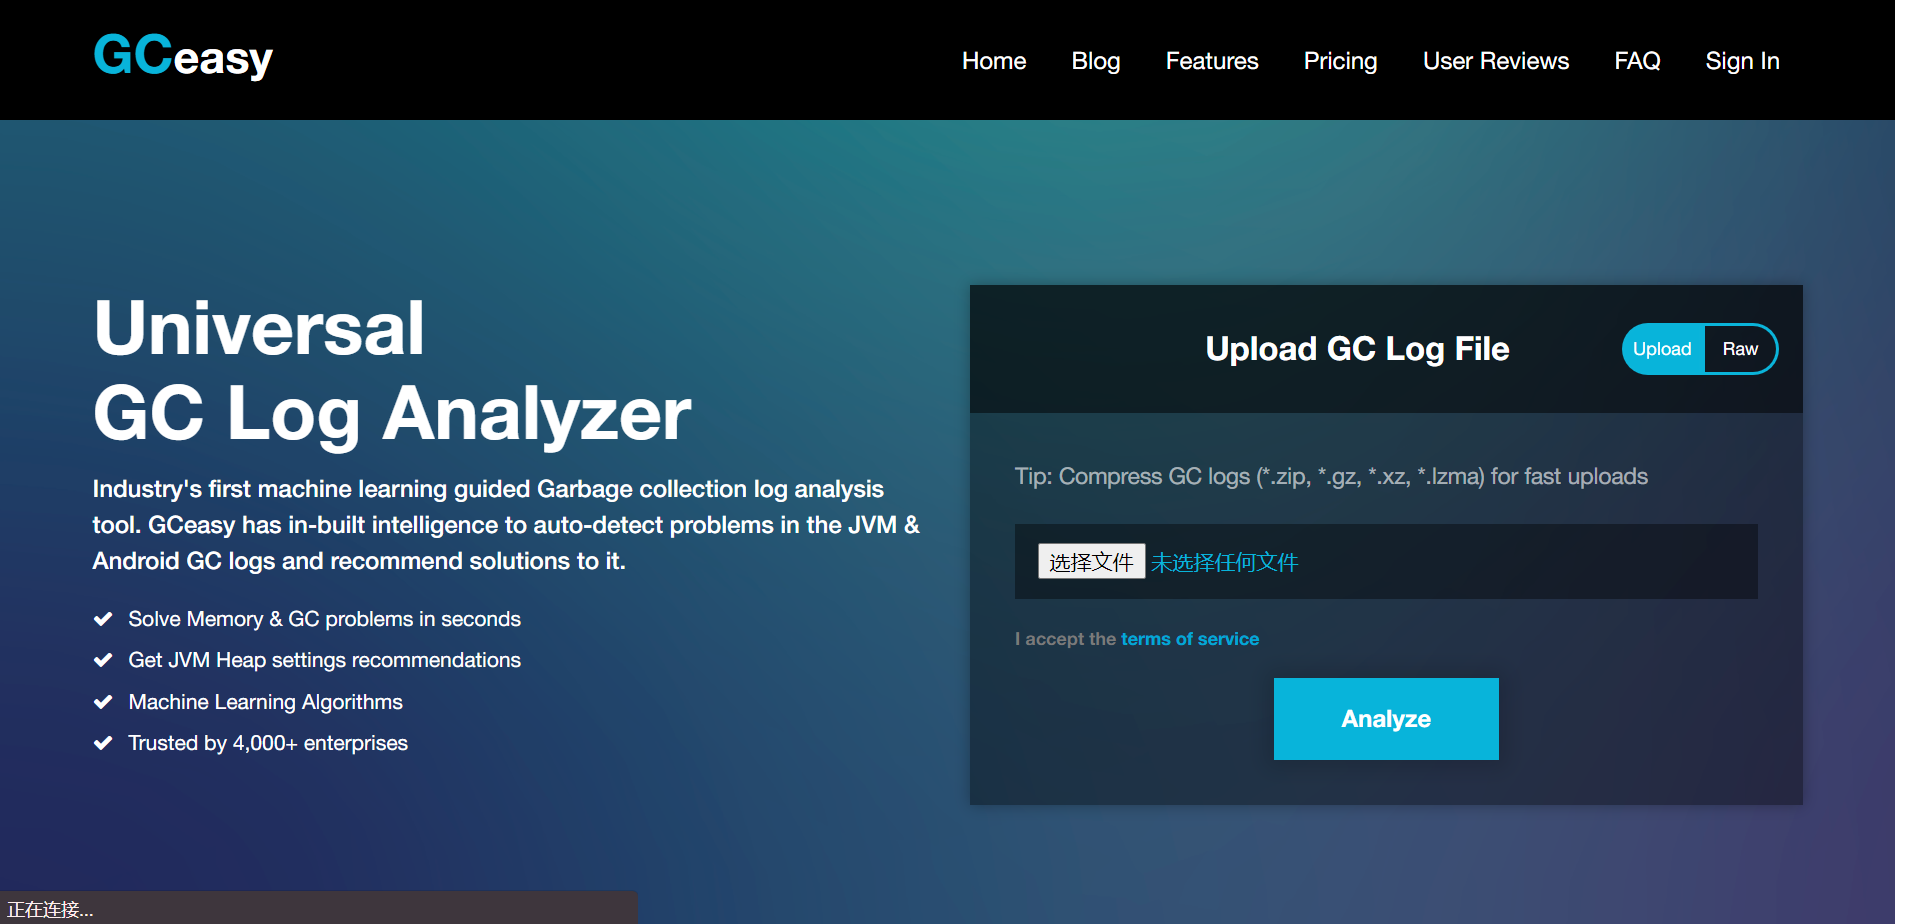 GCeasy
Home Blog Features Pricing User Reviews FAQ Sign In
Universal
GC Log Analyzer
Industry's first machine learning guided Garbage collection log analysis
tool. GCeasy has in-built intelligence to auto-detect problems in the JVM &
Android GC logs and recommend solutions to it.
Solve Memory & GC problems in seconds
Get JVM Heap settings recommendations
Machine Learning Algorithms
Trusted by 4,000+ enterprises
Upload GC Log File
Upload Raw
Tip: Compress GC logs (*.zip, *.gz, *.xz, *.lzma) for fast uploads
选择文件 未选择任何文件
I accept the terms of service
Analyze
正在连接...